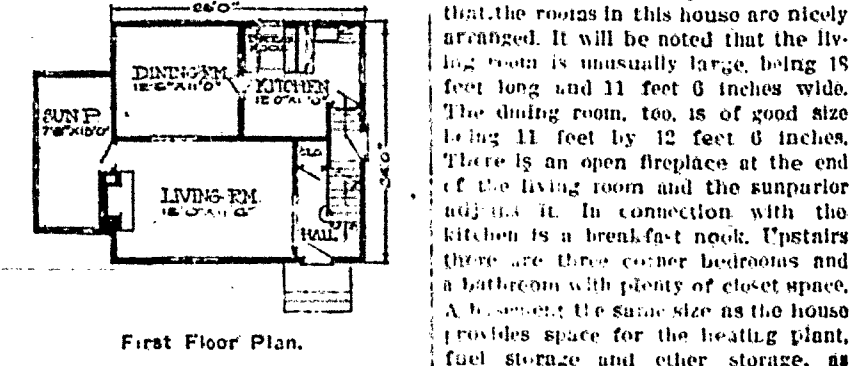 26'0"
DINING RM.
12'6"X11'0"
KITCHEN
SUN P.
LIVING RM.
HALL
First Floor Plan.
that the rooms in this house are nicely
arranged. It will be noted that the liv-
ing room is unusually large, being 18
feet long and 11 feet 6 inches wide.
The dining room, too, is of good size
being 11 feet by 12 feet 6 inches.
There is an open fireplace at the end
of the living room and the sunparlor
adjoins it. In connection with the
kitchen is a breakfast nook. Upstairs
there are three corner bedrooms and
a bathroom with plenty of closet space.
A basement the same size as the house
provides space for the heating plant,
fuel storage and other storage, as